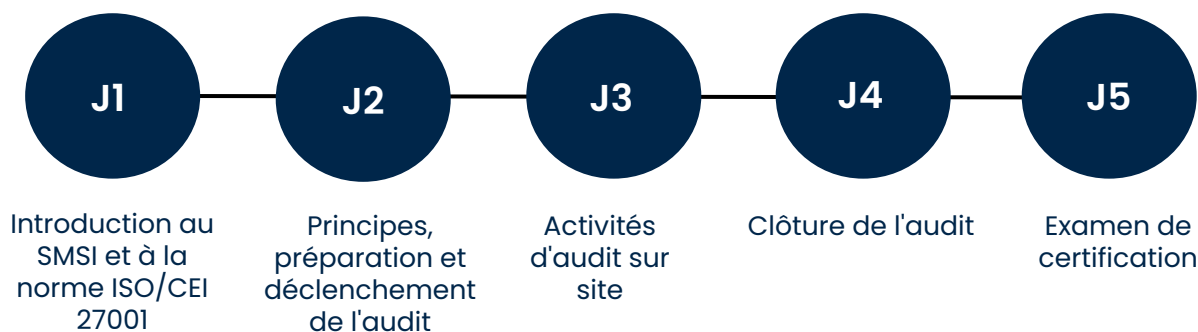 J1
J2
J3
J4
J5
Introduction au
SMSI et à la
norme ISO/CEI
27001
Principes,
préparation et
déclenchement
de l'audit
Activités
d'audit sur
site
Clôture de l'audit
Examen de
certification